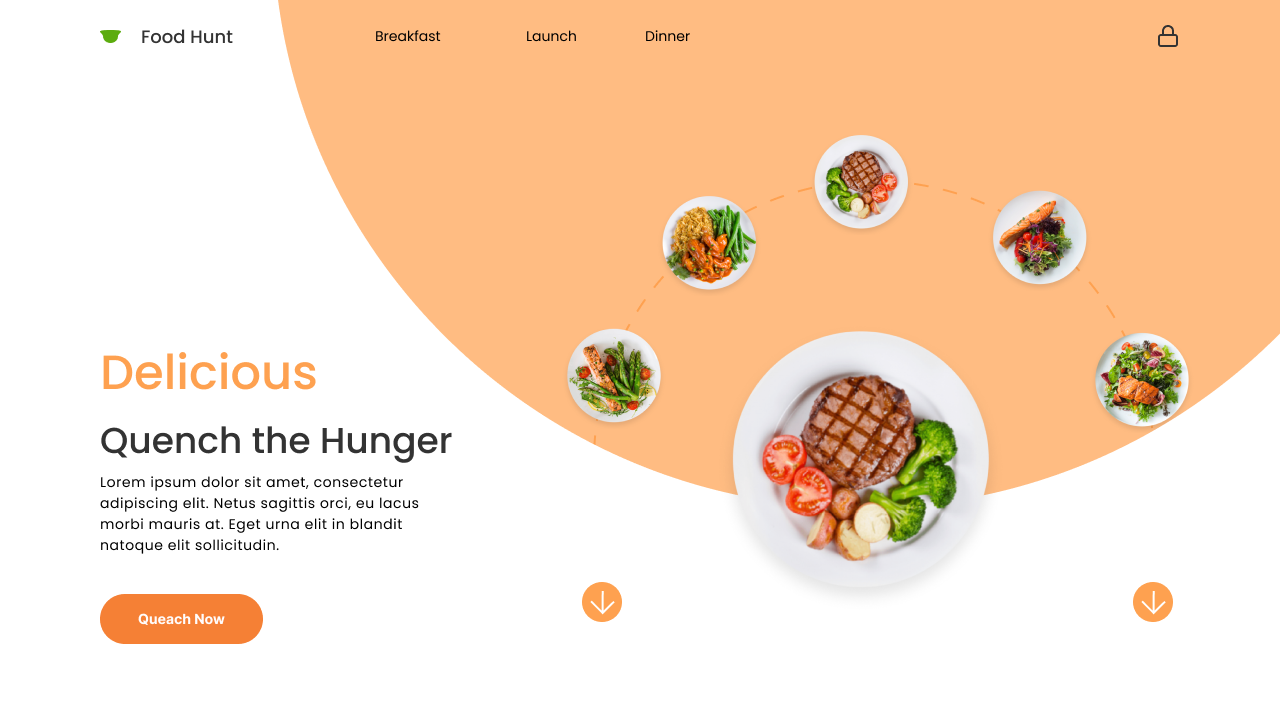 Food Hunt
Breakfast
Launch
Dinner
Delicious
Quench the Hunger
Lorem ipsum dolor sit amet, consectetur
adipiscing elit. Netus sagittis orci, eu lacus
morbi mauris at. Eget urna elit in blandit
natoque elit sollicitudin.
Queach Now